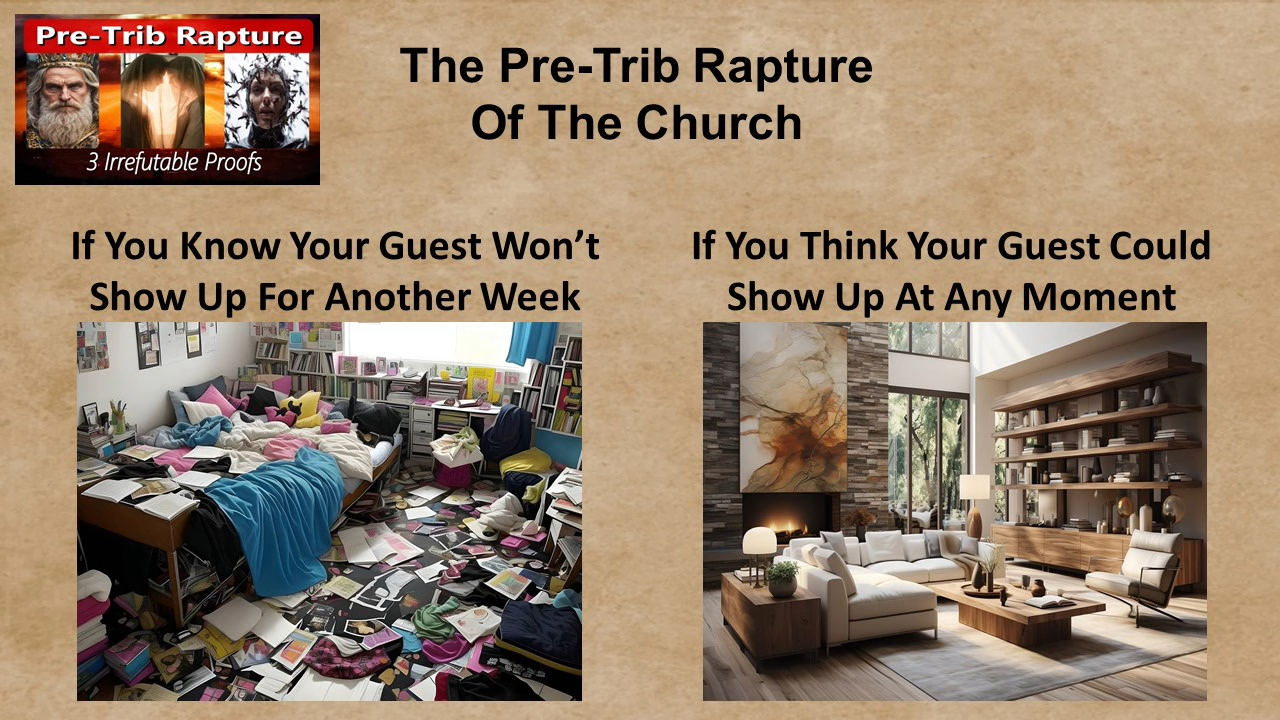 Pre-Trib Rapture
3 Irrefutable Proofs
The Pre-Trib Rapture
Of The Church
If You Know Your Guest Won’t
Show Up For Another Week
If You Think Your Guest Could
Show Up At Any Moment